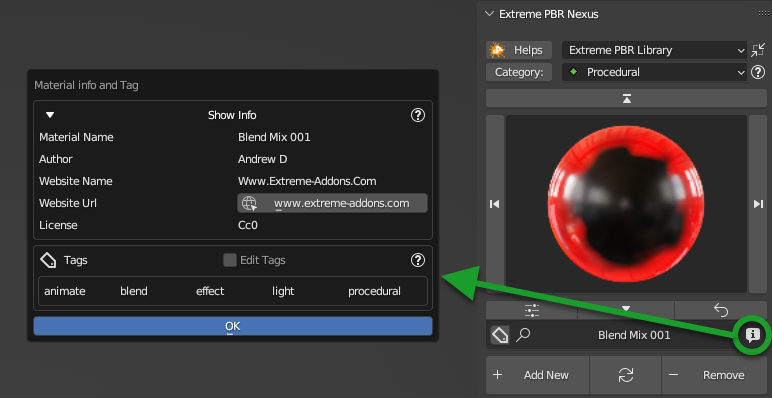 Material info and Tag
Show Info
Material Name Blend Mix 001
Author Andrew D
Website Name Www.Extreme-Addons.Com
Website Url www.extreme-addons.com
License Cc0
Tags Edit Tags
animate blend effect light procedural
OK
Extreme PBR Nexus
Helps Extreme PBR Library
Category: Procedural
Blend Mix 001
+ Add New − Remove